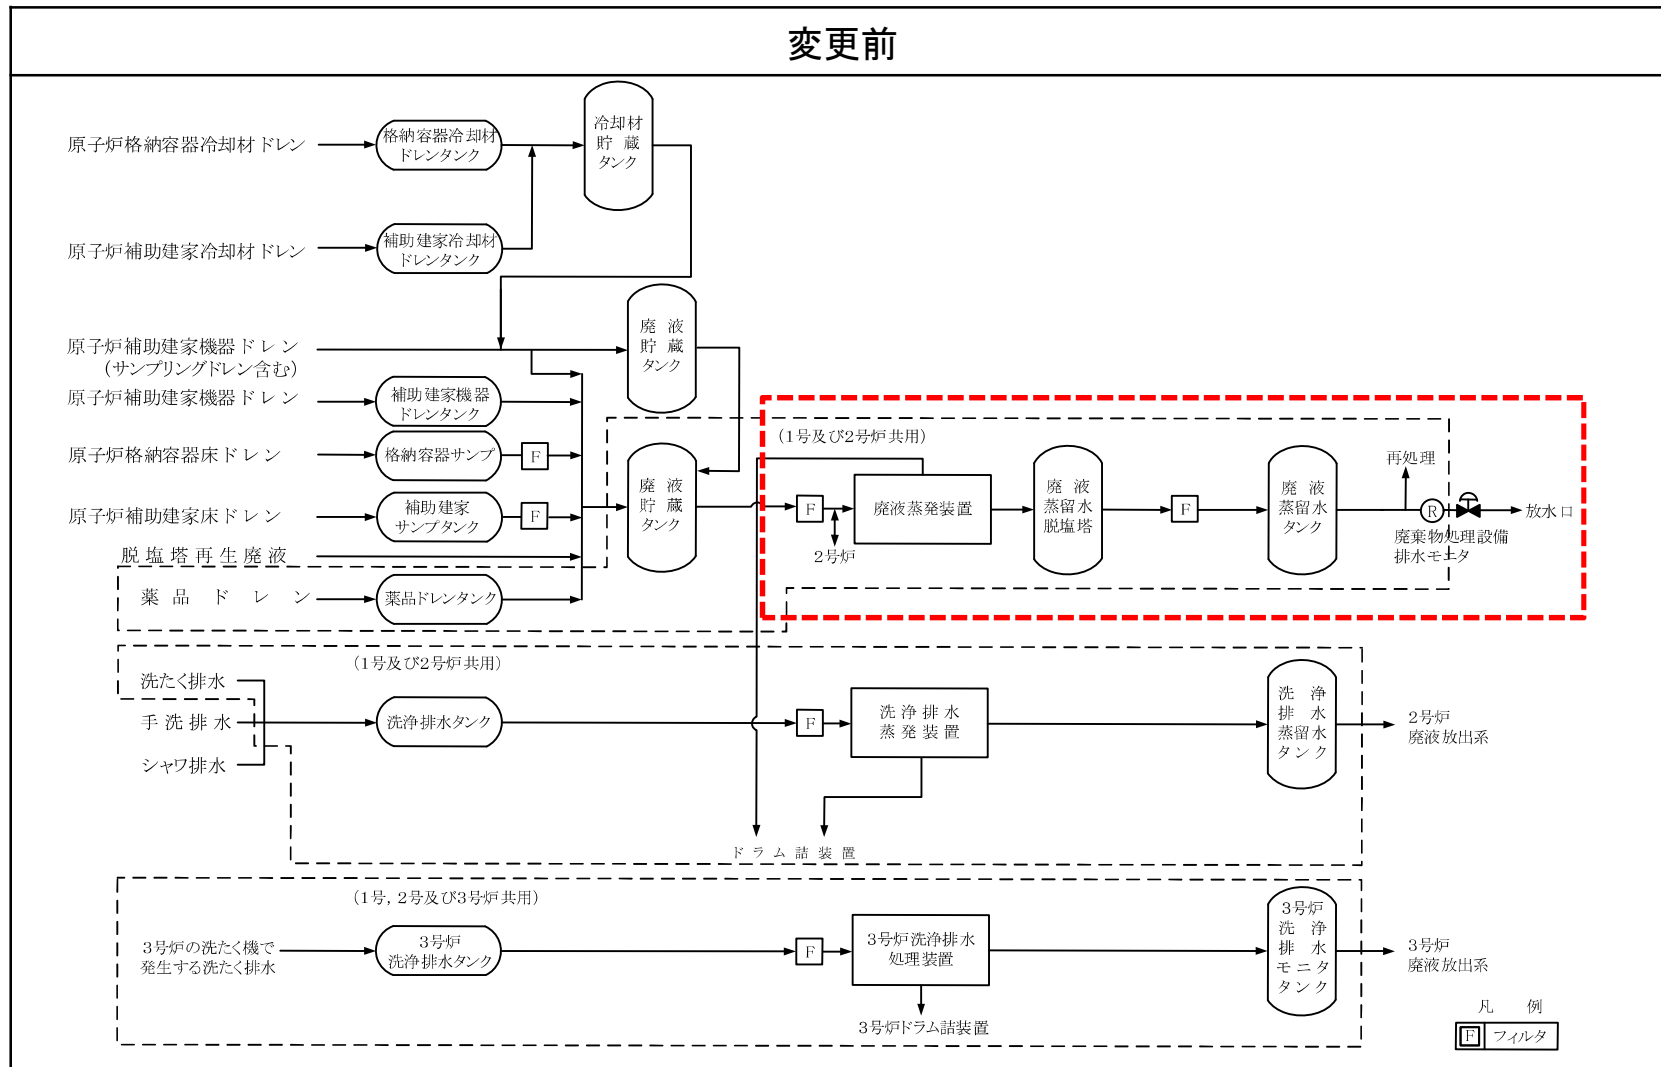 変更前
原子炉格納容器冷却材ドレン
格納容器冷却材
ドレンタンク
冷却材
貯蔵
タンク
原子炉補助建家冷却材ドレン
補助建家冷却材
ドレンタンク
原子炉補助建家機器ドレン
(サンプリングドレン含む)
廃液
貯蔵
タンク
原子炉補助建家機器ドレン
補助建家機器
ドレンタンク
原子炉格納容器床ドレン
格納容器サンプ
F
原子炉補助建家床ドレン
補助建家
サンプタンク
F
脱塩塔再生廃液
薬品ドレン
薬品ドレンタンク
廃液
貯蔵
タンク
(1号及び2号炉共用)
F
2号炉
廃液蒸発装置
廃液
蒸留水
脱塩塔
F
廃液
蒸留水
タンク
再処理
R
放水口
廃棄物処理設備
排水モニタ
(1号及び2号炉共用)
洗たく排水
手洗排水
シャワ排水
洗浄排水タンク
F
洗浄排水
蒸発装置
洗浄
排水
蒸留水
タンク
2号炉
廃液放出系
ドラム詰装置
(1号, 2号及び3号炉共用)
3号炉の洗たく機で
発生する洗たく排水
3号炉
洗浄排水タンク
F
3号炉洗浄排水
処理装置
3号炉ドラム詰装置
3号炉
洗浄
排水
モニタ
タンク
3号炉
廃液放出系
凡例
F フィルタ